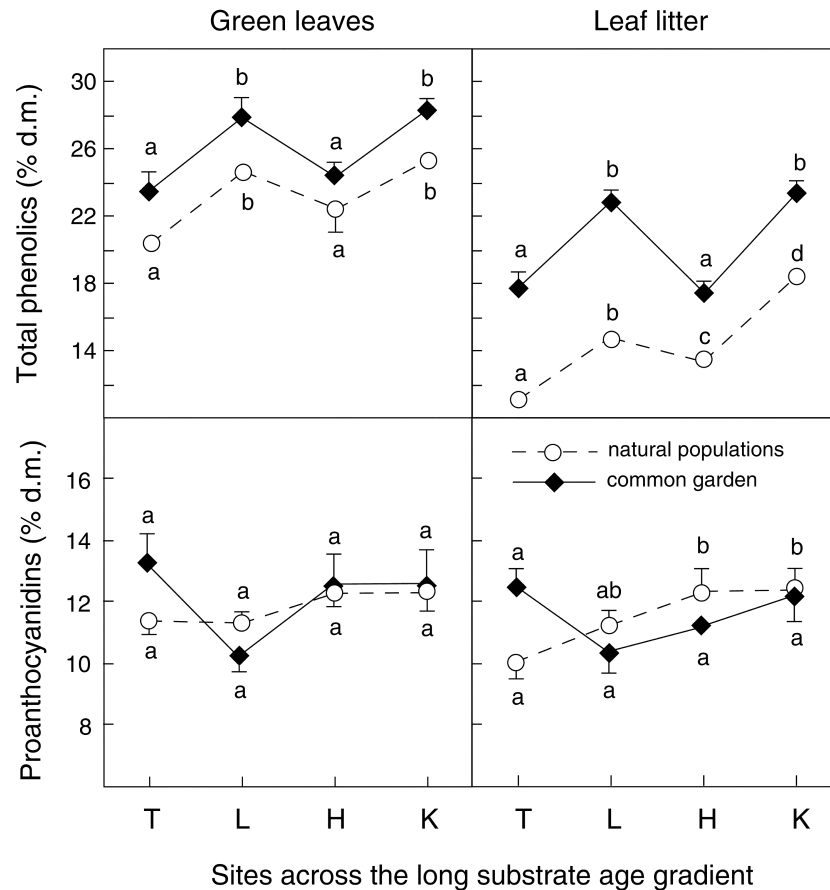 Green leaves
Leaf litter
Total phenolics (% d.m.)
30
26
22
18
14
a
b
a
b
a
b
a
b
a
b
a
b
a
b
c
d
Proanthocyanidins (% d.m.)
16
14
12
10
8
a
a
a
a
a
a
a
a
natural populations
common garden
a
ab
b
b
a
a
a
a
T
L
H
K
T
L
H
K
Sites across the long substrate age gradient